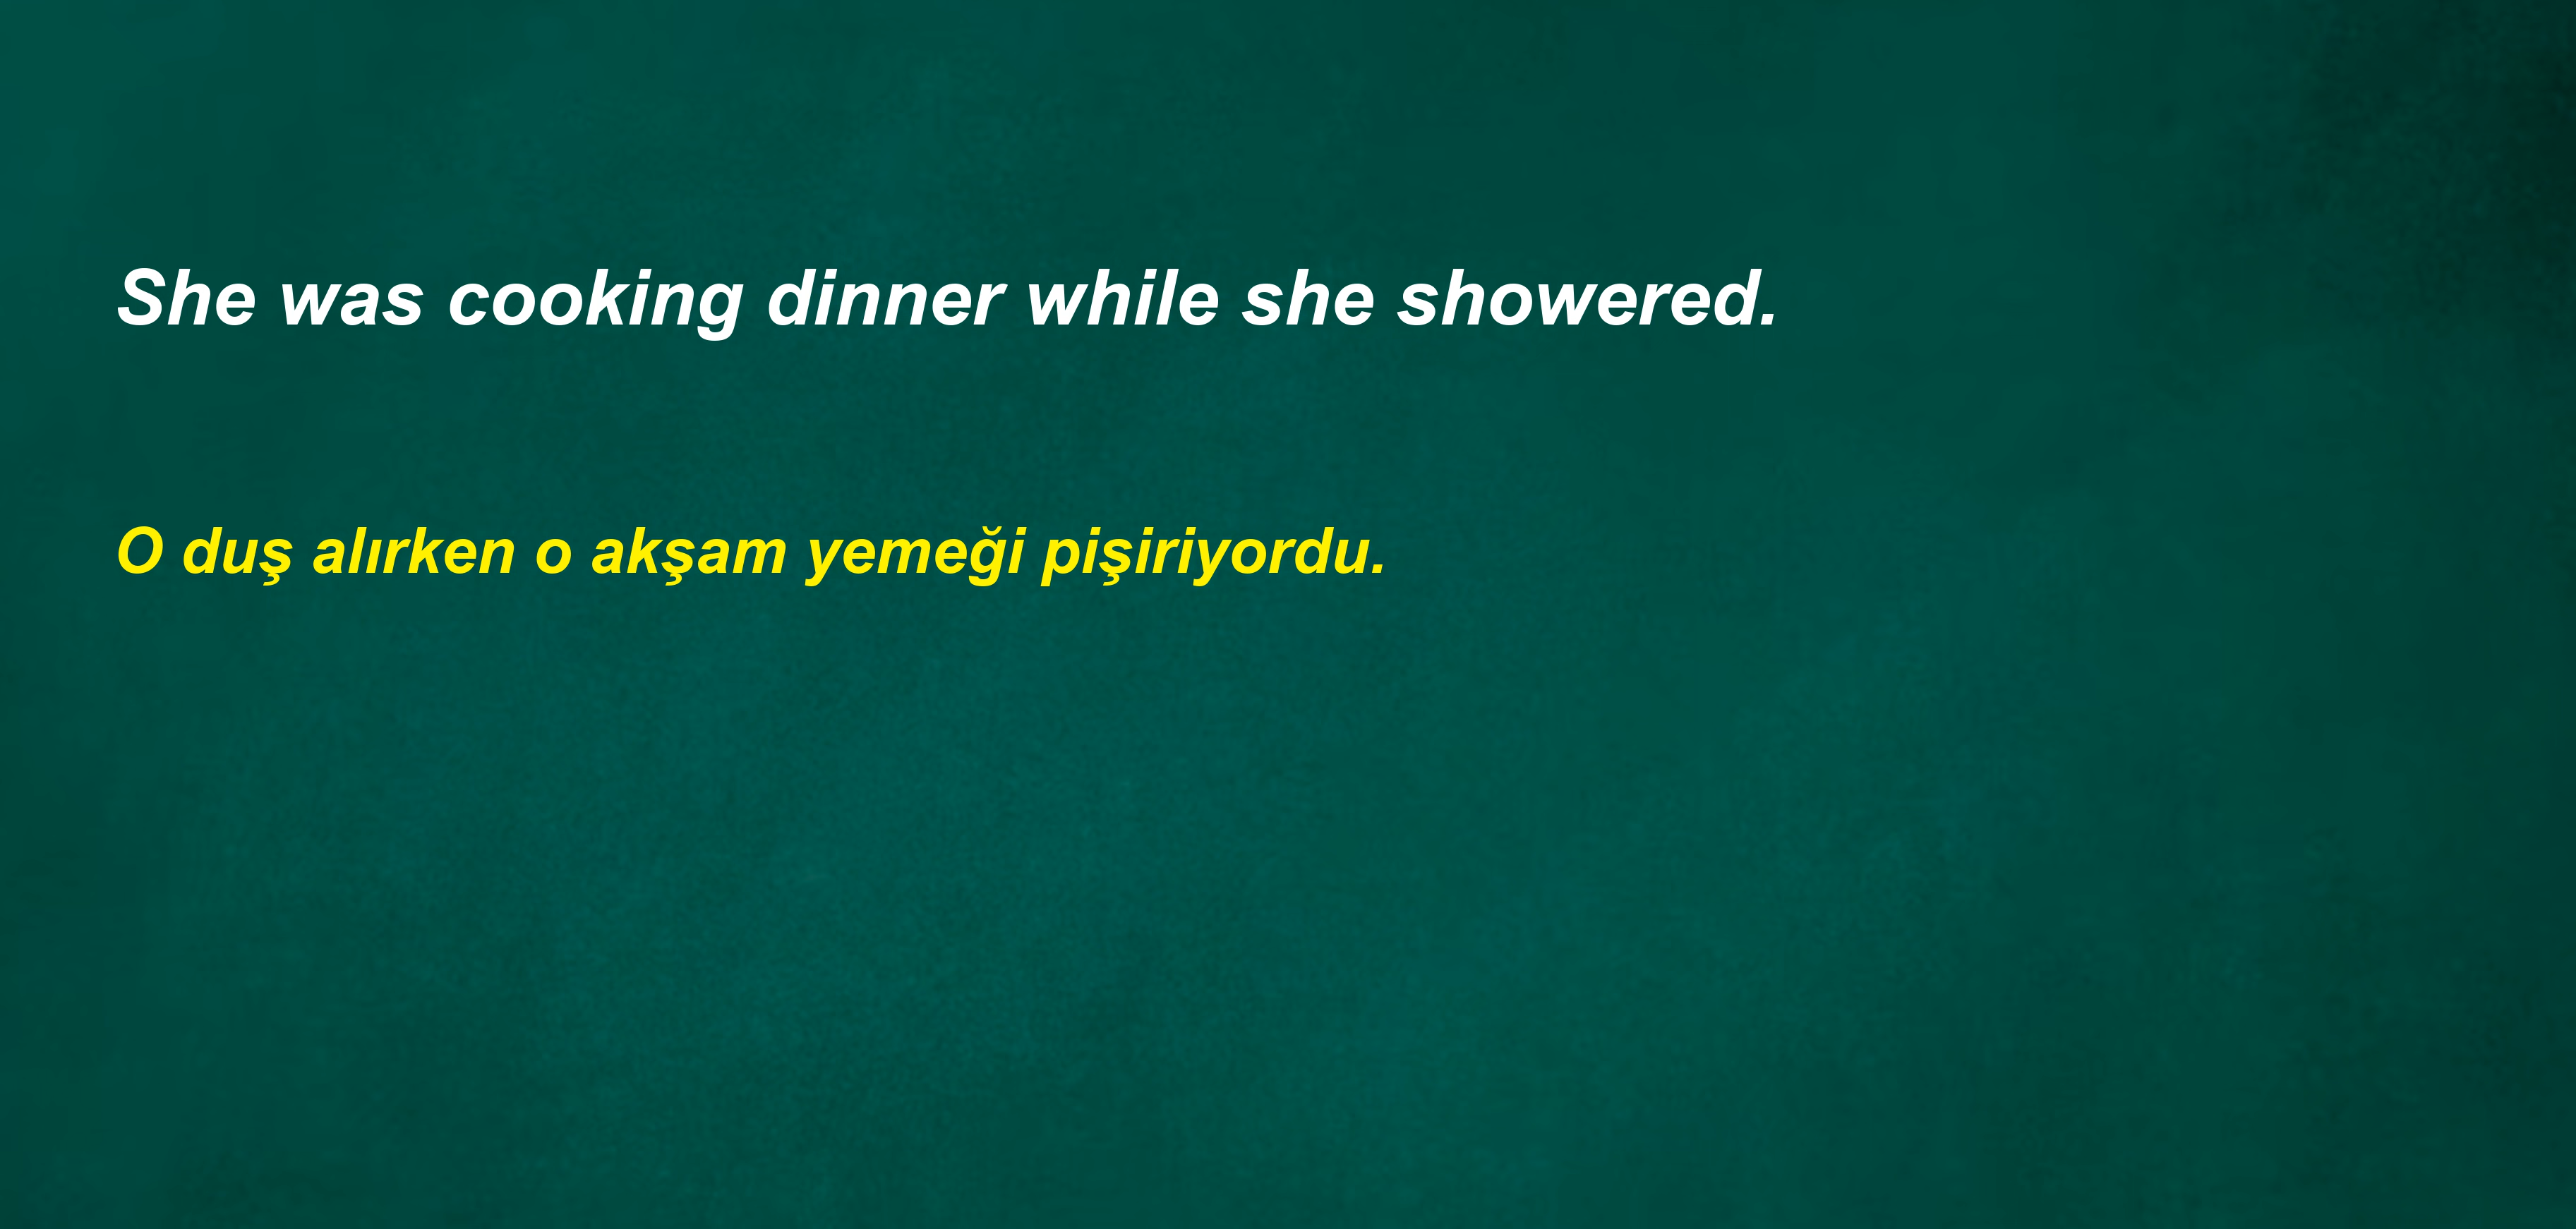 She was cooking dinner while she showered.
O duş alırken o akşam yemeği pişiriyordu.